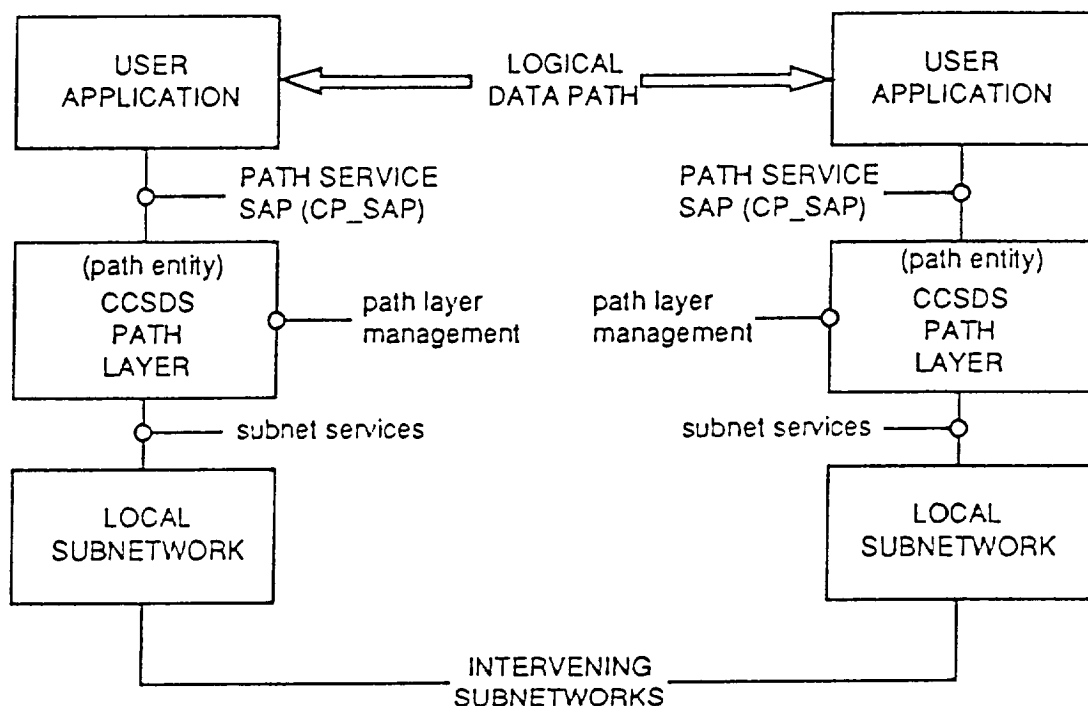 USER
APPLICATION
LOGICAL
DATA PATH
USER
APPLICATION
PATH SERVICE
SAP (CP_SAP)
PATH SERVICE
SAP (CP_SAP)
(path entity)
CCSDS
PATH
LAYER
path layer
management
path layer
management
(path entity)
CCSDS
PATH
LAYER
subnet services
subnet services
LOCAL
SUBNETWORK
LOCAL
SUBNETWORK
INTERVENING
SUBNETWORKS